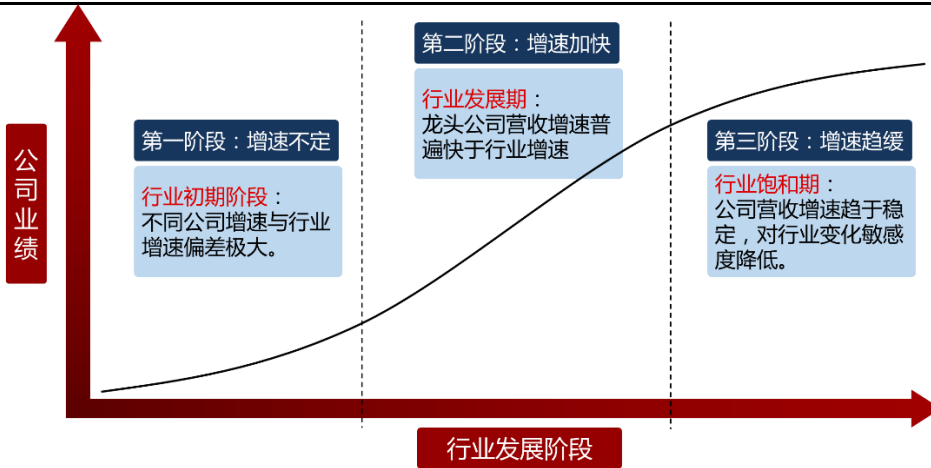 公司业绩
第一阶段：增速不定
行业初期阶段：
不同公司增速与行业
增速偏差极大。
第二阶段：增速加快
行业发展期：
龙头公司营收增速普
遍快于行业增速
第三阶段：增速趋缓
行业饱和期：
公司营收增速趋于稳
定，对行业变化敏感
度降低。
行业发展阶段